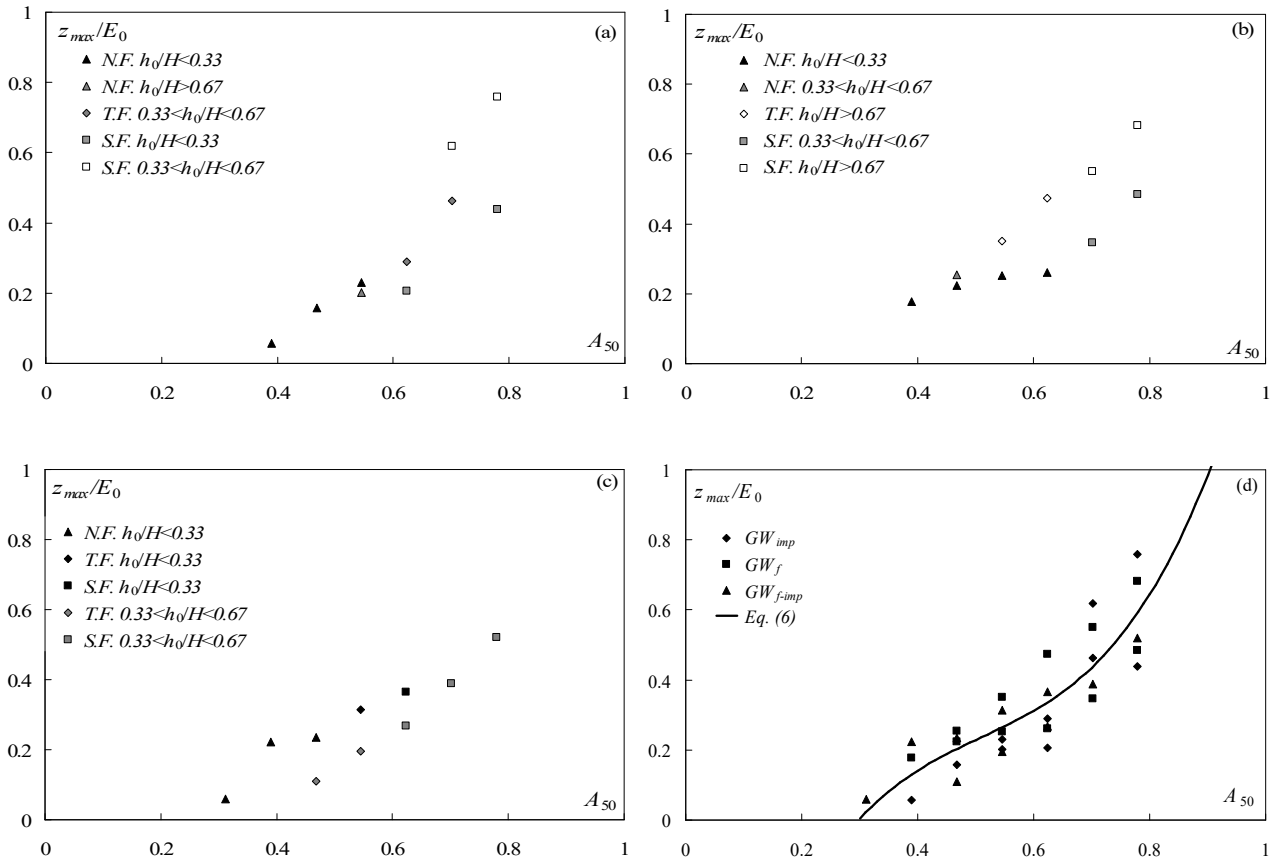 1
z_max/E_0
(a)
N.F. h_0/H<0.33
N.F. h_0/H>0.67
T.F. 0.33<h_0/H<0.67
S.F. h_0/H<0.33
S.F. 0.33<h_0/H<0.67
0.8
0.6
0.4
0.2
0
A_50
0 0.2 0.4 0.6 0.8 1
1
z_max/E_0
(b)
N.F. h_0/H<0.33
N.F. 0.33<h_0/H<0.67
T.F. h_0/H>0.67
S.F. 0.33<h_0/H<0.67
S.F. h_0/H>0.67
0.8
0.6
0.4
0.2
0
A_50
0 0.2 0.4 0.6 0.8 1
1
z_max/E_0
(c)
N.F. h_0/H<0.33
T.F. h_0/H<0.33
S.F. h_0/H<0.33
T.F. 0.33<h_0/H<0.67
S.F. 0.33<h_0/H<0.67
0.8
0.6
0.4
0.2
0
A_50
0 0.2 0.4 0.6 0.8 1
1
z_max/E_0
(d)
GW_imp
GW_f
GW_f-imp
Eq. (6)
0.8
0.6
0.4
0.2
0
A_50
0 0.2 0.4 0.6 0.8 1